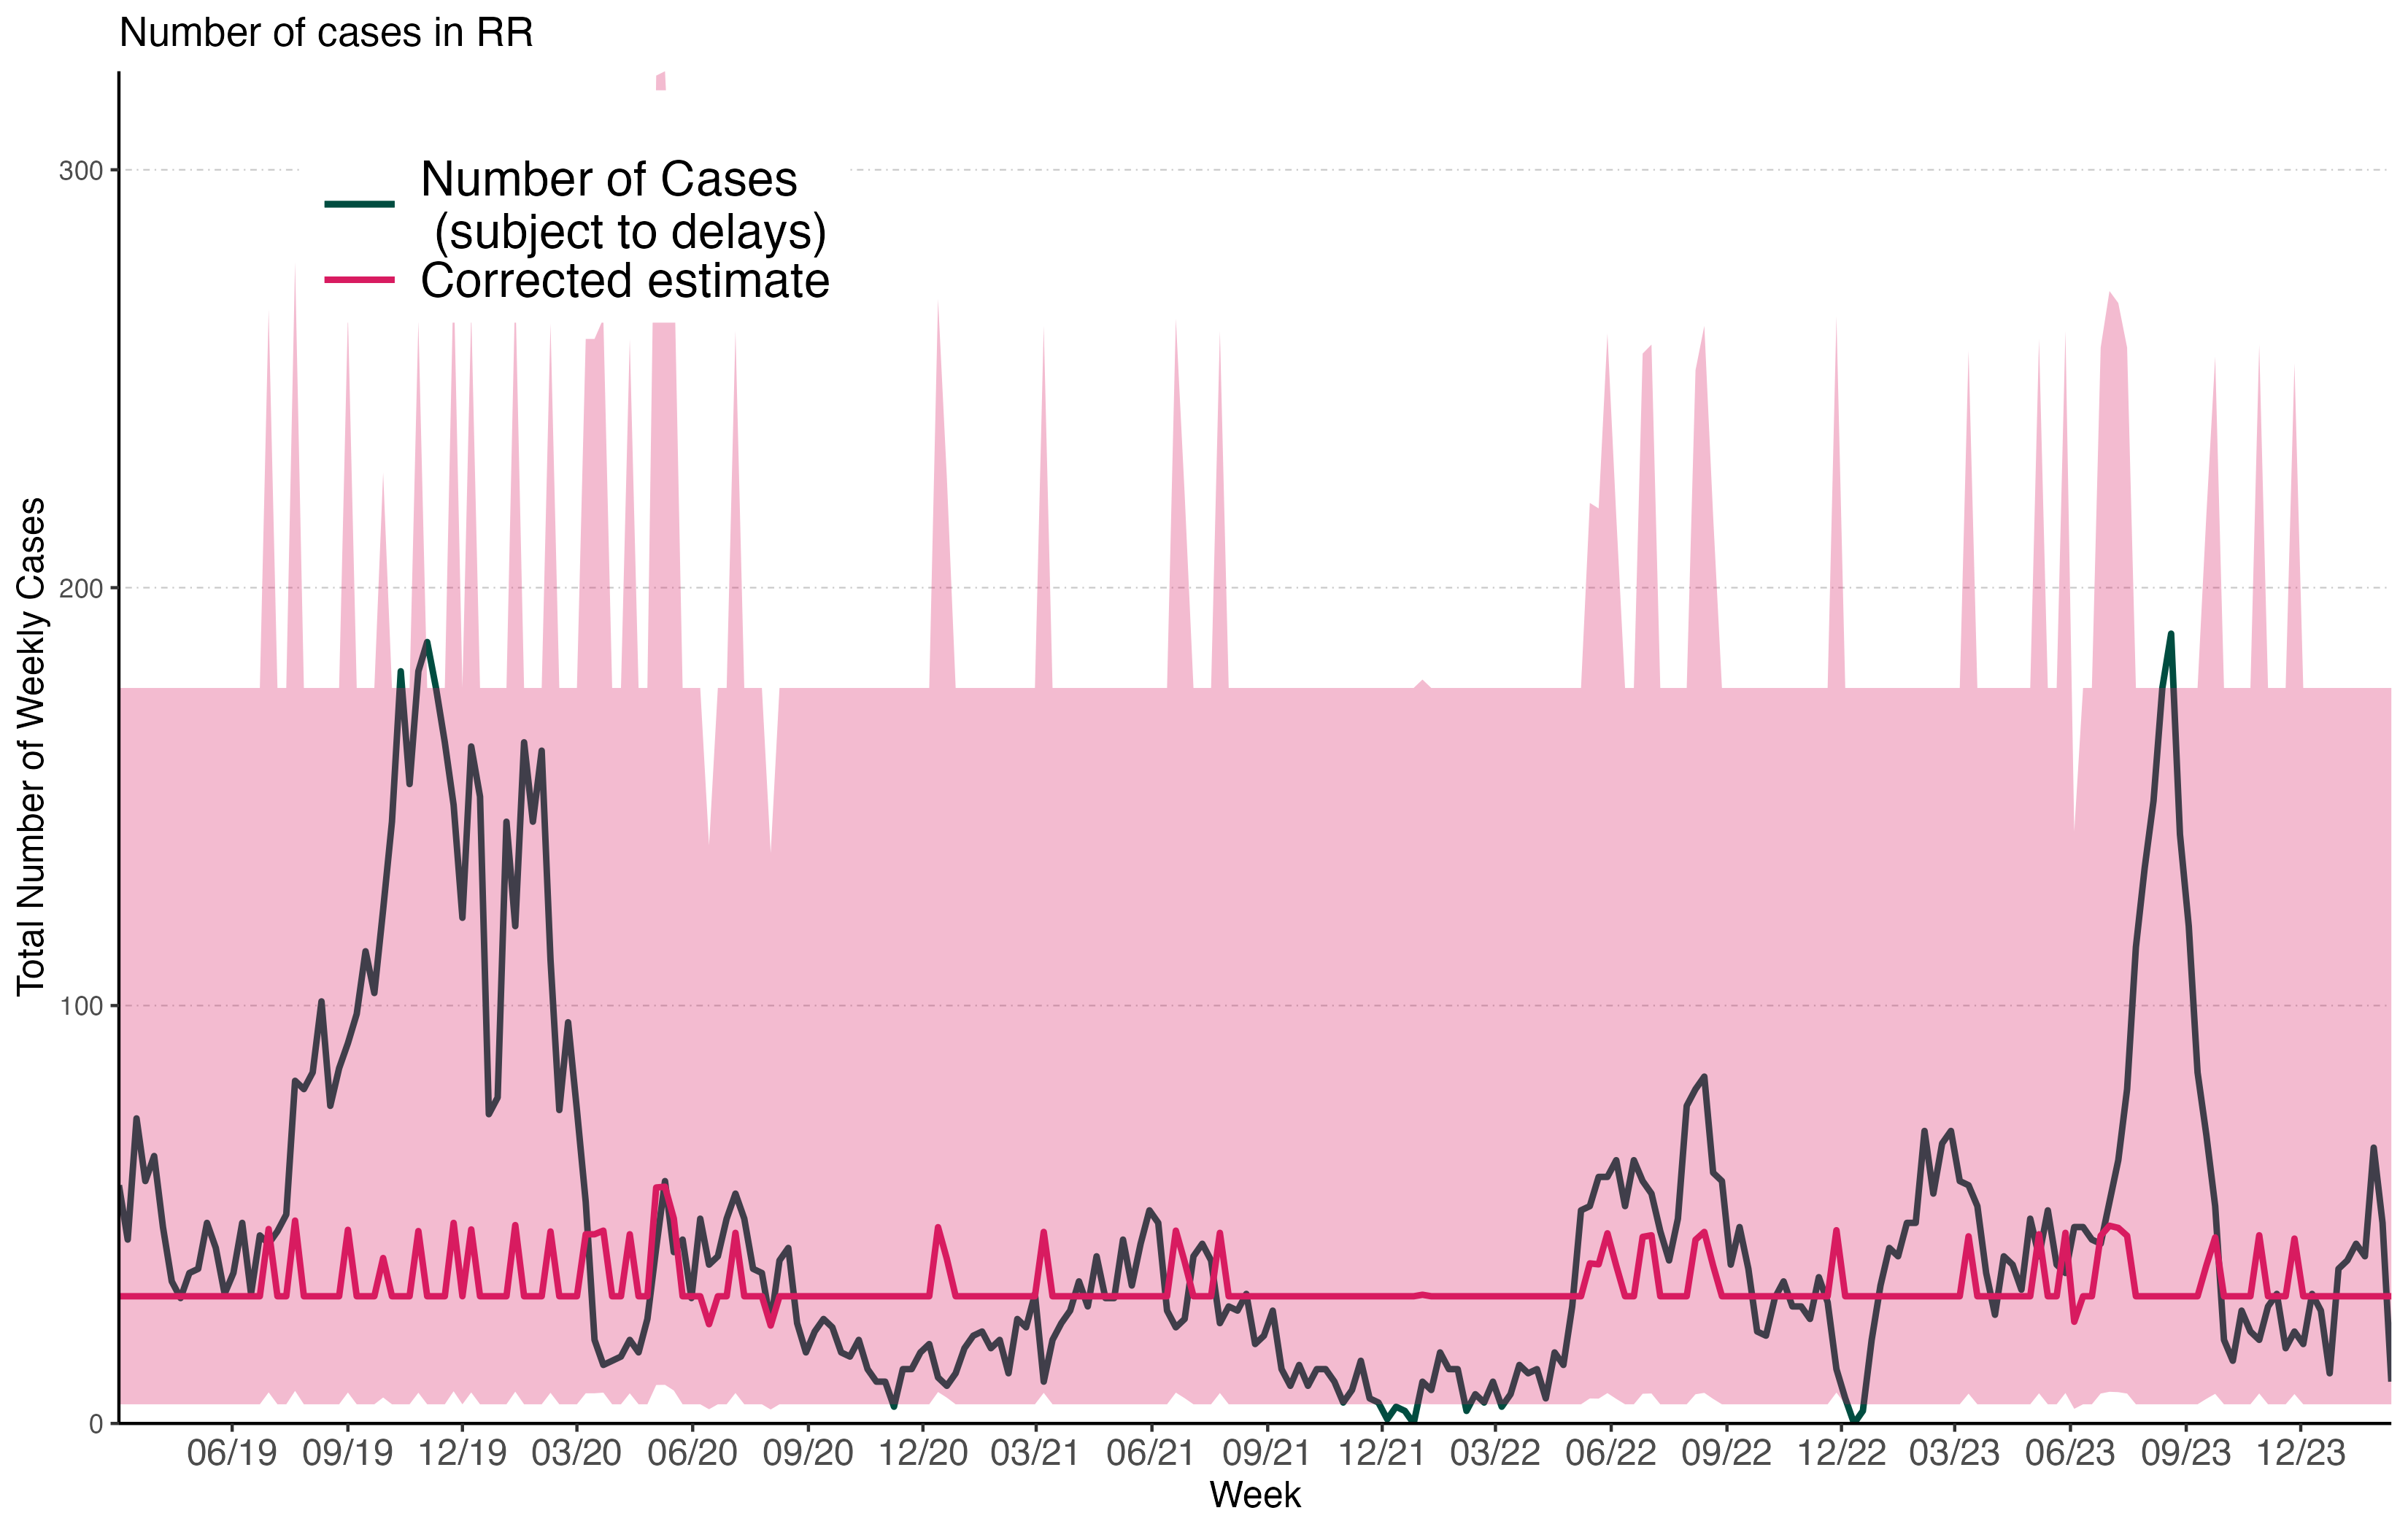 Number of cases in RR
300
200
100
0
Total Number of Weekly Cases
Number of Cases
(subject to delays)
Corrected estimate
06/19 09/19 12/19 03/20 06/20 09/20 12/20 03/21 06/21 09/21 12/21 03/22 06/22 09/22 12/22 03/23 06/23 09/23 12/23
Week